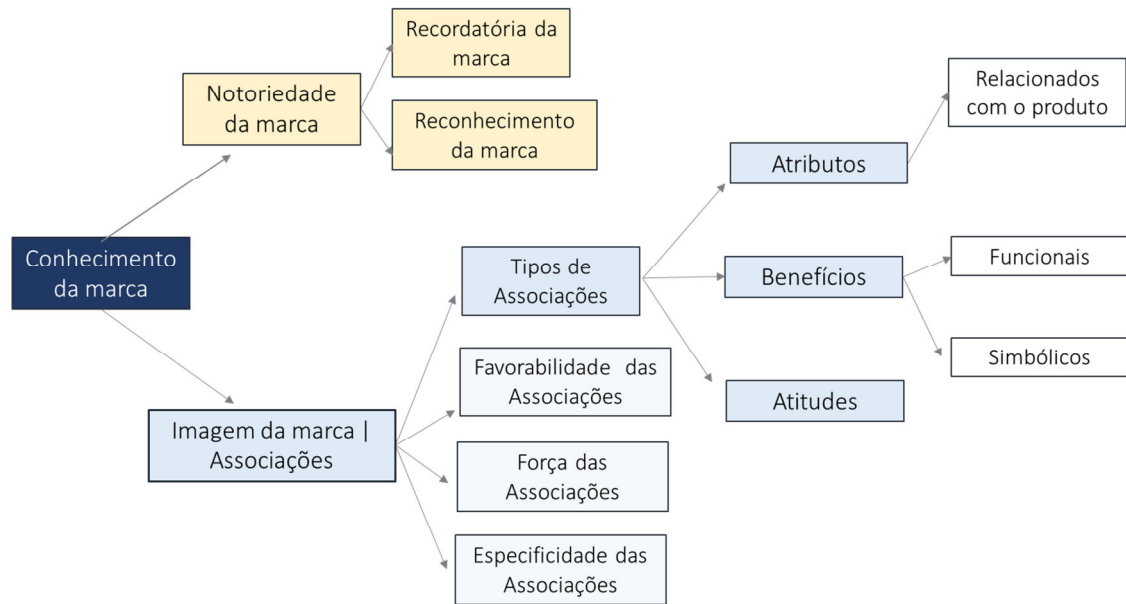 Recordatória da
marca
Notoriedade
da marca
Reconhecimento
da marca
Conhecimento
da marca
Imagem da marca |
Associações
Tipos de
Associações
Favorabilidade das
Associações
Força das
Associações
Especificidade das
Associações
Atributos
Benefícios
Atitudes
Relacionados
com o produto
Funcionais
Simbólicos